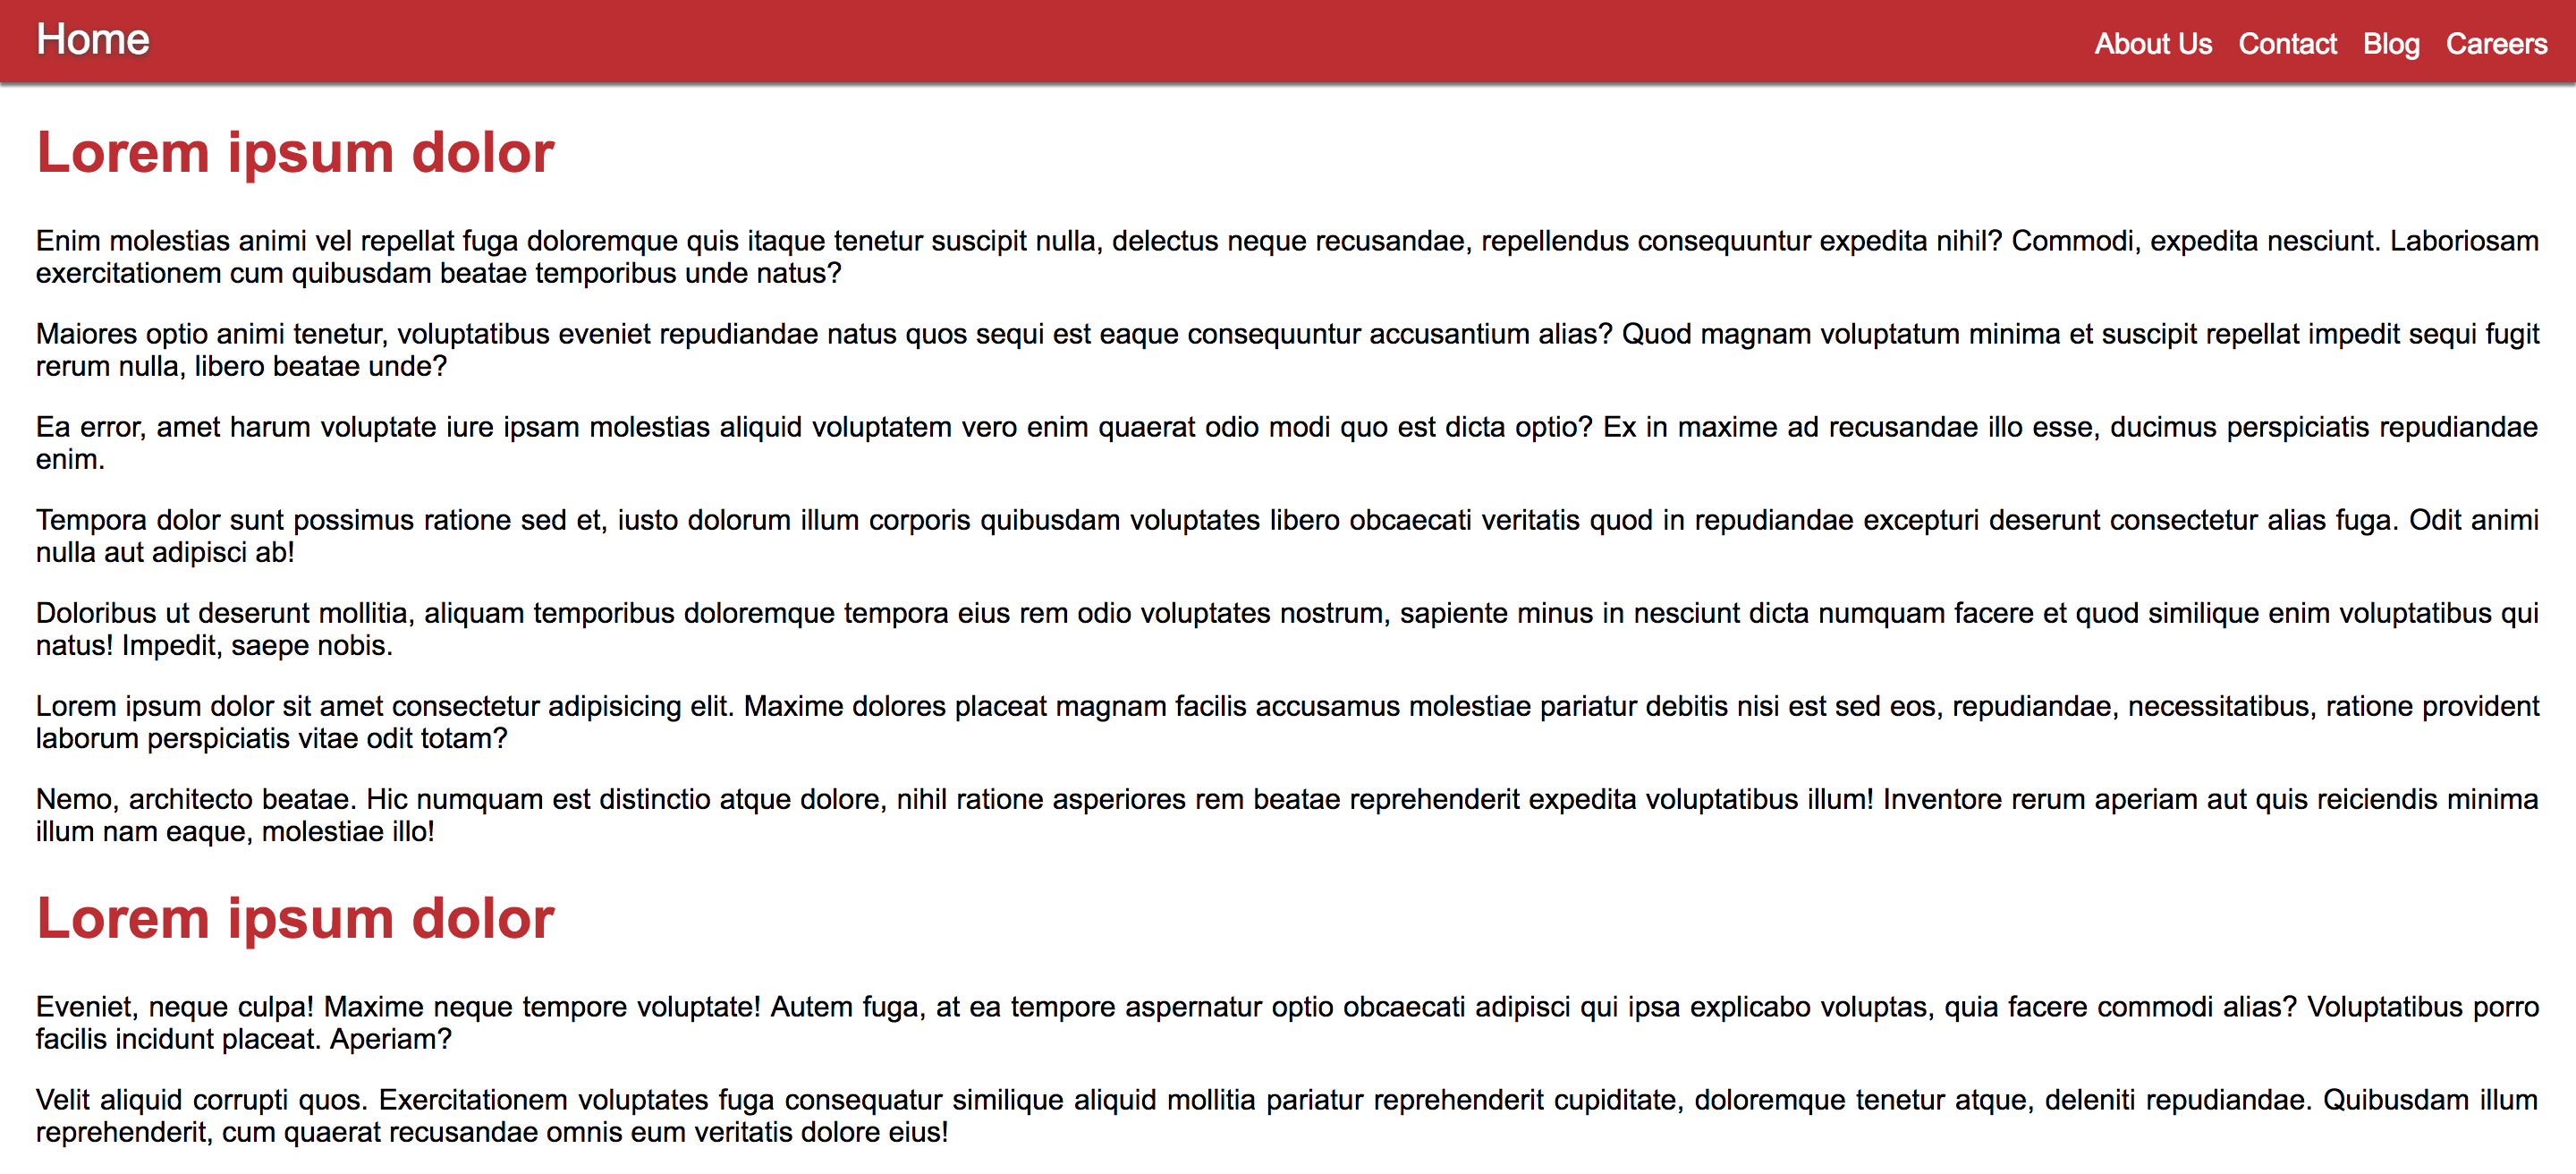 Home
About Us Contact Blog Careers
Lorem ipsum dolor
Enim molestias animi vel repellat fuga doloremque quis itaque tenetur suscipit nulla, delectus neque recusandae, repellendus consequuntur expedita nihil? Commodi, expedita nesciunt. Laboriosam
exercitationem cum quibusdam beatae temporibus unde natus?
Maiores optio animi tenetur, voluptatibus eveniet repudiandae natus quos sequi est eaque consequuntur accusantium alias? Quod magnam voluptatum minima et suscipit repellat impedit sequi fugit
rerum nulla, libero beatae unde?
Ea error, amet harum voluptate iure ipsam molestias aliquid voluptatem vero enim quaerat odio modi quo est dicta optio? Ex in maxime ad recusandae illo esse, ducimus perspiciatis repudiandae
enim.
Tempora dolor sunt possimus ratione sed et, iusto dolorum illum corporis quibusdam voluptates libero obcaecati veritatis quod in repudiandae excepturi deserunt consectetur alias fuga. Odit animi
nulla aut adipisci ab!
Doloribus ut deserunt mollitia, aliquam temporibus doloremque tempora eius rem odio voluptates nostrum, sapiente minus in nesciunt dicta numquam facere et quod similique enim voluptatibus qui
natus! Impedit, saepe nobis.
Lorem ipsum dolor sit amet consectetur adipisicing elit. Maxime dolores placeat magnam facilis accusamus molestiae pariatur debitis nisi est sed eos, repudiandae, necessitatibus, ratione provident
laborum perspiciatis vitae odit totam?
Nemo, architecto beatae. Hic numquam est distinctio atque dolore, nihil ratione asperiores rem beatae reprehenderit expedita voluptatibus illum! Inventore rerum aperiam aut quis reiciendis minima
illum nam eaque, molestiae illo!
Lorem ipsum dolor
Eveniet, neque culpa! Maxime neque tempore voluptate! Autem fuga, at ea tempore aspernatur optio obcaecati adipisci qui ipsa explicabo voluptas, quia facere commodi alias? Voluptatibus porro
facilis incidunt placeat. Aperiam?
Velit aliquid corrupti quos. Exercitationem voluptates fuga consequatur similique aliquid mollitia pariatur reprehenderit cupiditate, doloremque tenetur atque, deleniti repudiandae. Quibusdam illum
reprehenderit, cum quaerat recusandae omnis eum veritatis dolore eius!